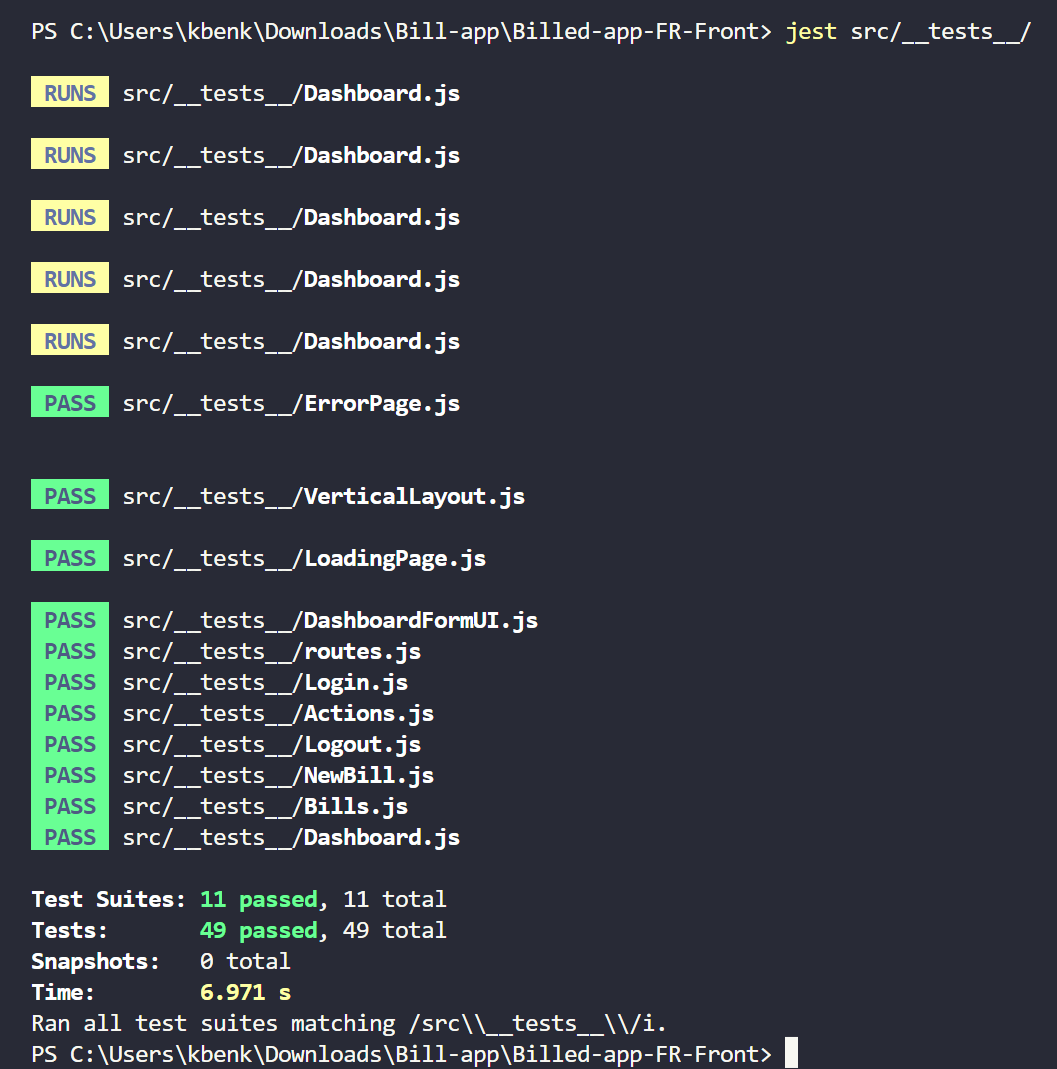 PS C:\Users\kbenk\Downloads\Bill-app\Billed-app-FR-Front> jest src/__tests__/
RUNS src/__tests__/Dashboard.js
RUNS src/__tests__/Dashboard.js
RUNS src/__tests__/Dashboard.js
RUNS src/__tests__/Dashboard.js
RUNS src/__tests__/Dashboard.js
PASS src/__tests__/ErrorPage.js
PASS src/__tests__/VerticalLayout.js
PASS src/__tests__/LoadingPage.js
PASS src/__tests__/DashboardFormUI.js
PASS src/__tests__/routes.js
PASS src/__tests__/Login.js
PASS src/__tests__/Actions.js
PASS src/__tests__/Logout.js
PASS src/__tests__/NewBill.js
PASS src/__tests__/Bills.js
PASS src/__tests__/Dashboard.js
Test Suites: 11 passed, 11 total
Tests: 49 passed, 49 total
Snapshots: 0 total
Time: 6.971 s
Ran all test suites matching /src\\__tests__\\/i.
PS C:\Users\kbenk\Downloads\Bill-app\Billed-app-FR-Front>